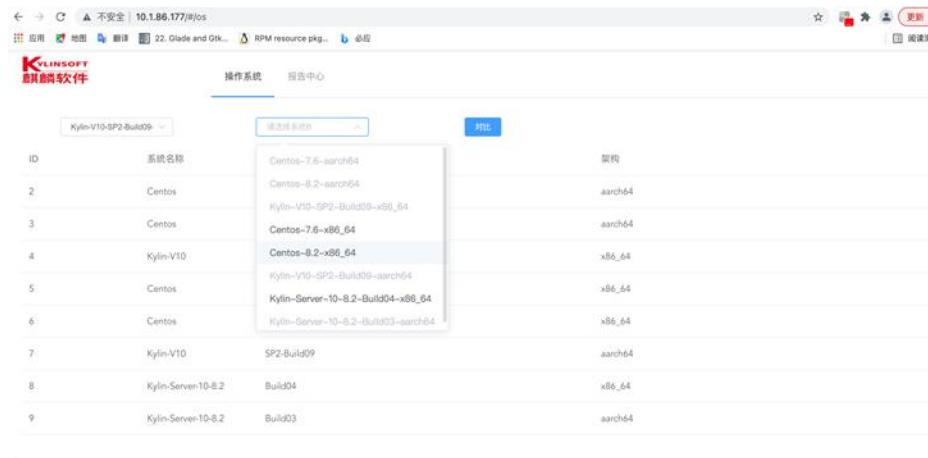 不安全 | 10.1.86.177/#/os
更新
应用 地图 翻译 22. Glade and Gtk... RPM resource pkg... 必应
KYLINSOFT
麒麟软件
操作系统 报告中心
Kylin-V10-SP2-Build09- 请选择系统B 对比
ID 系统名称 架构
Centos-7.6-aarch64
Centos-8.2-aarch64
Kylin-V10-SP2-Build09-x86_64
Centos-7.6-x86_64
Centos-8.2-x86_64
Kylin-V10-SP2-Build09-aarch64
Kylin-Server-10-8.2-Build04-x86_64
Kylin-Server-10-8.2-Build03-aarch64
2 Centos aarch64
3 Centos aarch64
4 Kylin-V10 x86_64
5 Centos x86_64
6 Centos x86_64
7 Kylin-V10 SP2-Build09 aarch64
8 Kylin-Server-10-8.2 Build04 x86_64
9 Kylin-Server-10-8.2 Build03 aarch64